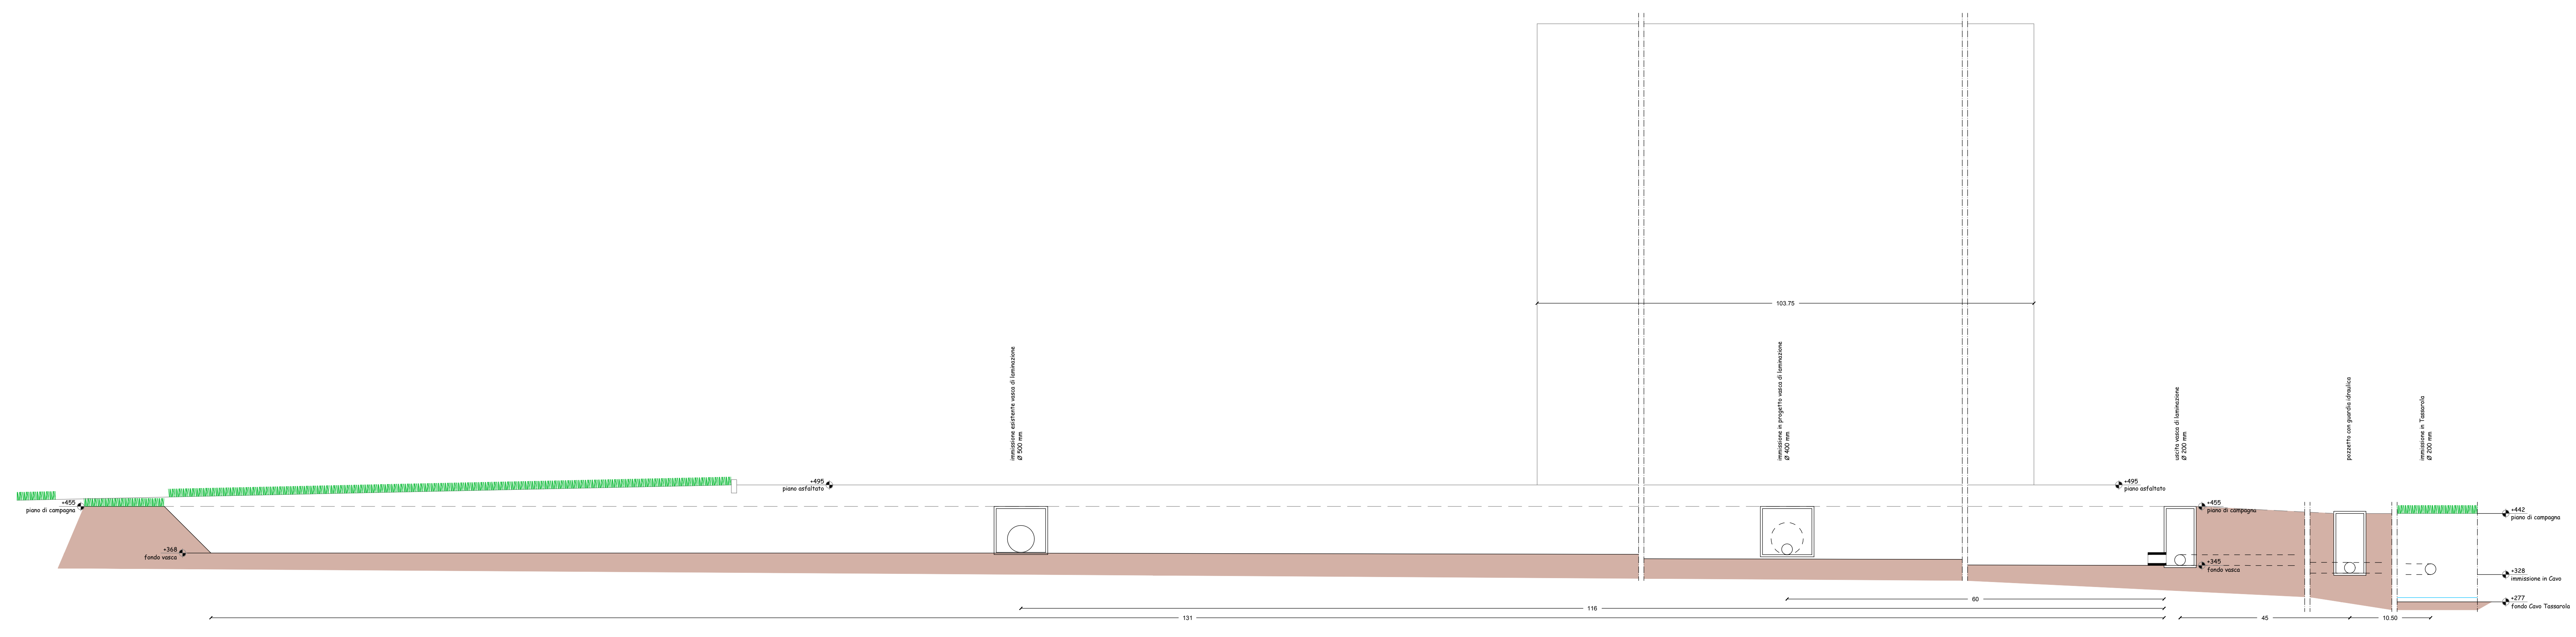 103.75
immissione esistente vasca di laminazione
Ø 500 mm
immissione in progetto vasca di laminazione
Ø 400 mm
uscita vasca di laminazione
Ø 200 mm
pozzetto con guardia idraulica
immissione in Tassarola
Ø 200 mm
+495
piano asfaltato
+495
piano asfaltato
+455
piano di campagna
+455
piano di campagna
+442
piano di campagna
+368
fondo vasca
+345
fondo vasca
+328
immissione in Cavo
+277
fondo Cavo Tassarola
60
116
131
45
10.50